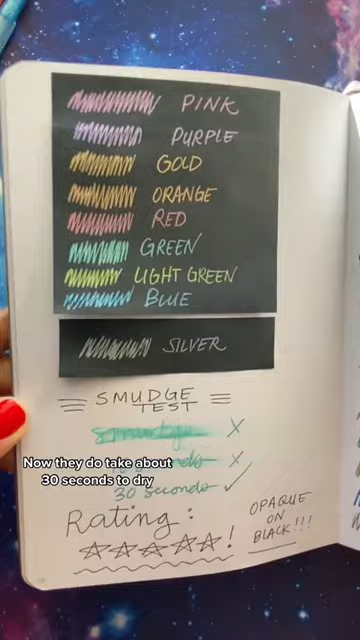 PINK
PURPLE
GOLD
ORANGE
RED
GREEN
LIGHT GREEN
BLUE
SILVER
SMUDGE
TEST
X
X
Now they do take about
30 seconds to dry
30 seconds ✓
Rating:
☆☆☆☆☆!
OPAQUE
ON
BLACK!!!